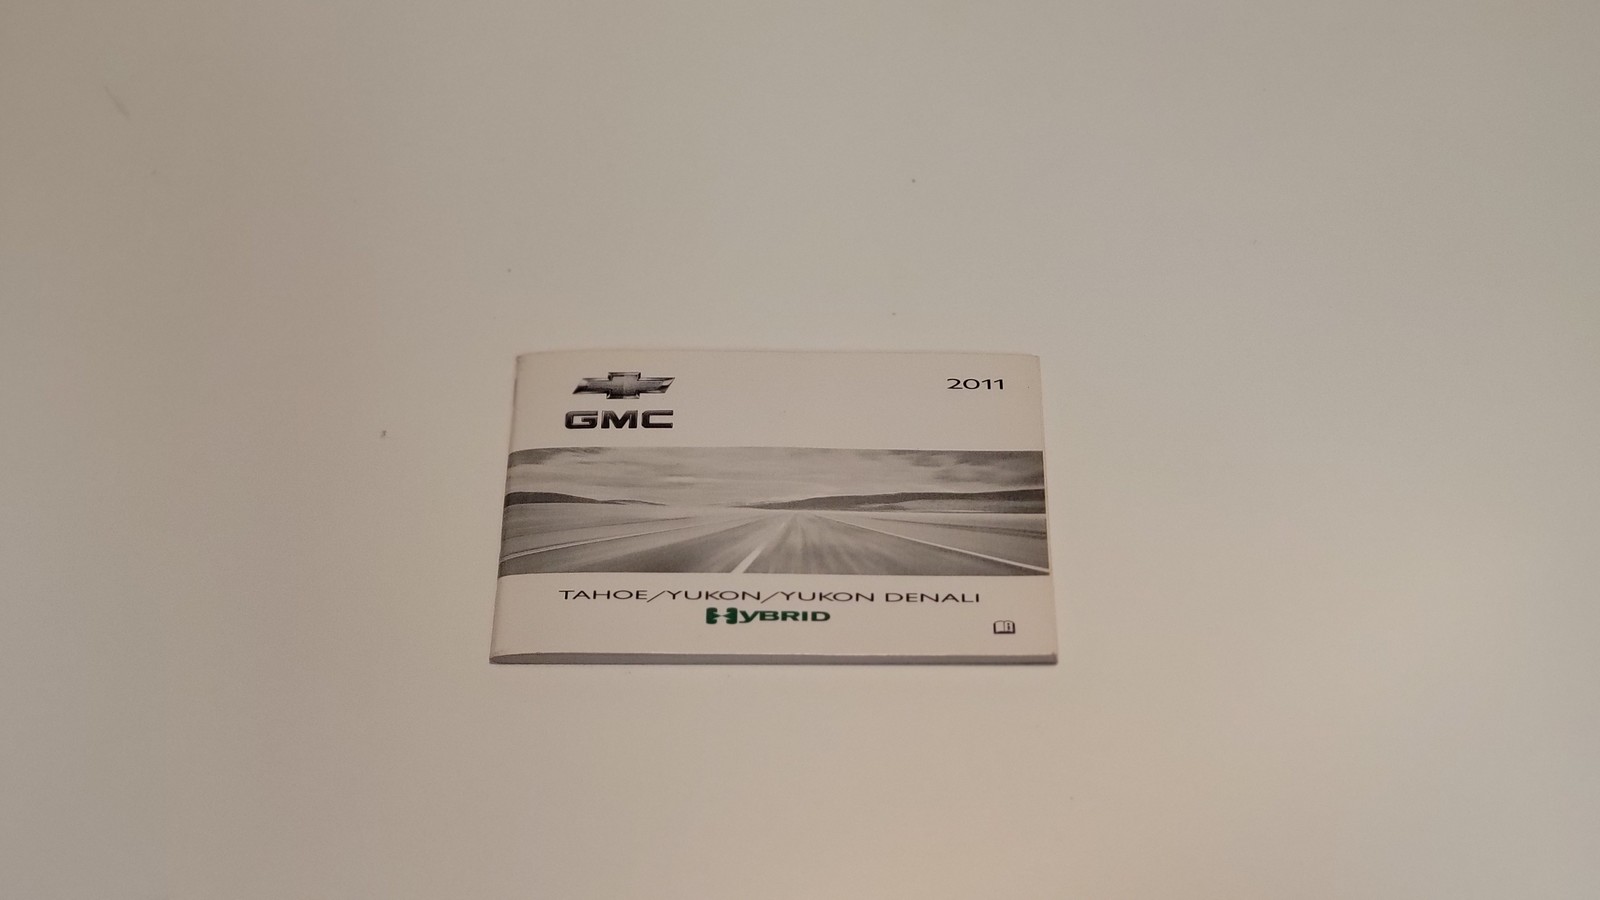 2011
GMC
TAHOE/YUKON/YUKON DENALI
HYBRID